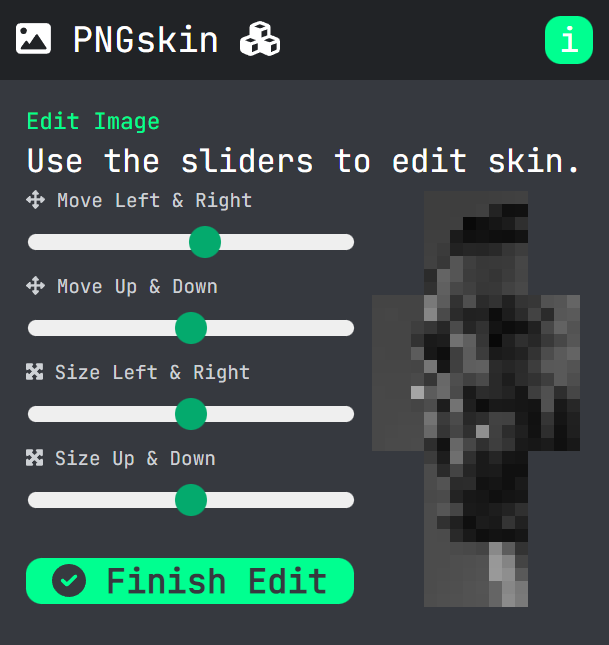 PNGskin
i
Edit Image
Use the sliders to edit skin.
Move Left & Right
Move Up & Down
Size Left & Right
Size Up & Down
Finish Edit